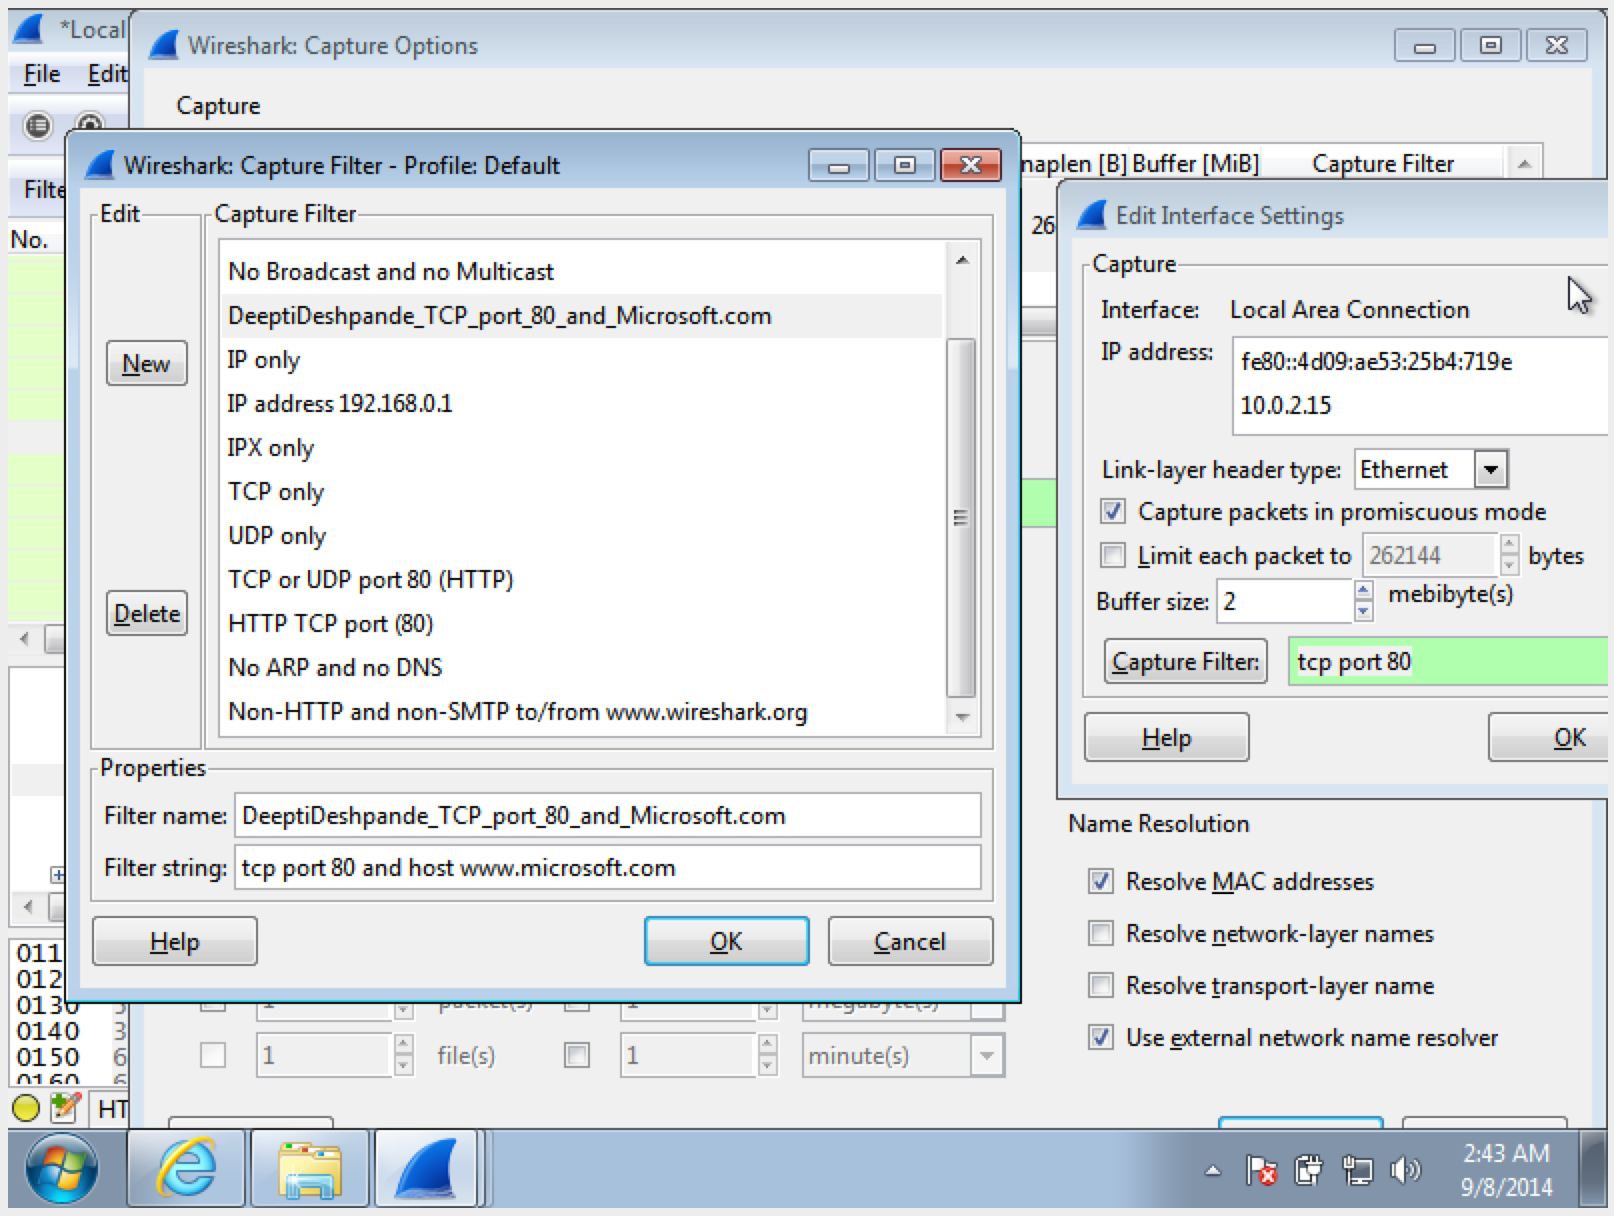 *Local
Wireshark: Capture Options
File Edit
Capture
Wireshark: Capture Filter - Profile: Default
naplen [B] Buffer [MiB] Capture Filter
Filte
Edit
Capture Filter
26
Edit Interface Settings
No.
No Broadcast and no Multicast
DeeptiDeshpande_TCP_port_80_and_Microsoft.com
New
IP only
IP address 192.168.0.1
IPX only
TCP only
UDP only
TCP or UDP port 80 (HTTP)
Delete
HTTP TCP port (80)
No ARP and no DNS
Non-HTTP and non-SMTP to/from www.wireshark.org
Properties
Filter name: DeeptiDeshpande_TCP_port_80_and_Microsoft.com
Filter string: tcp port 80 and host www.microsoft.com
Help OK Cancel
Capture
Interface: Local Area Connection
IP address: fe80::4d09:ae53:25b4:719e
10.0.2.15
Link-layer header type: Ethernet
Capture packets in promiscuous mode
Limit each packet to 262144 bytes
Buffer size: 2 mebibyte(s)
Capture Filter: tcp port 80
Help OK
Name Resolution
Resolve MAC addresses
Resolve network-layer names
Resolve transport-layer name
Use external network name resolver
011
012
0130 3
0140 3
0150 6
0160 6
1 packet(s) 1 megabyte(s)
1 file(s) 1 minute(s)
HT
2:43 AM
9/8/2014